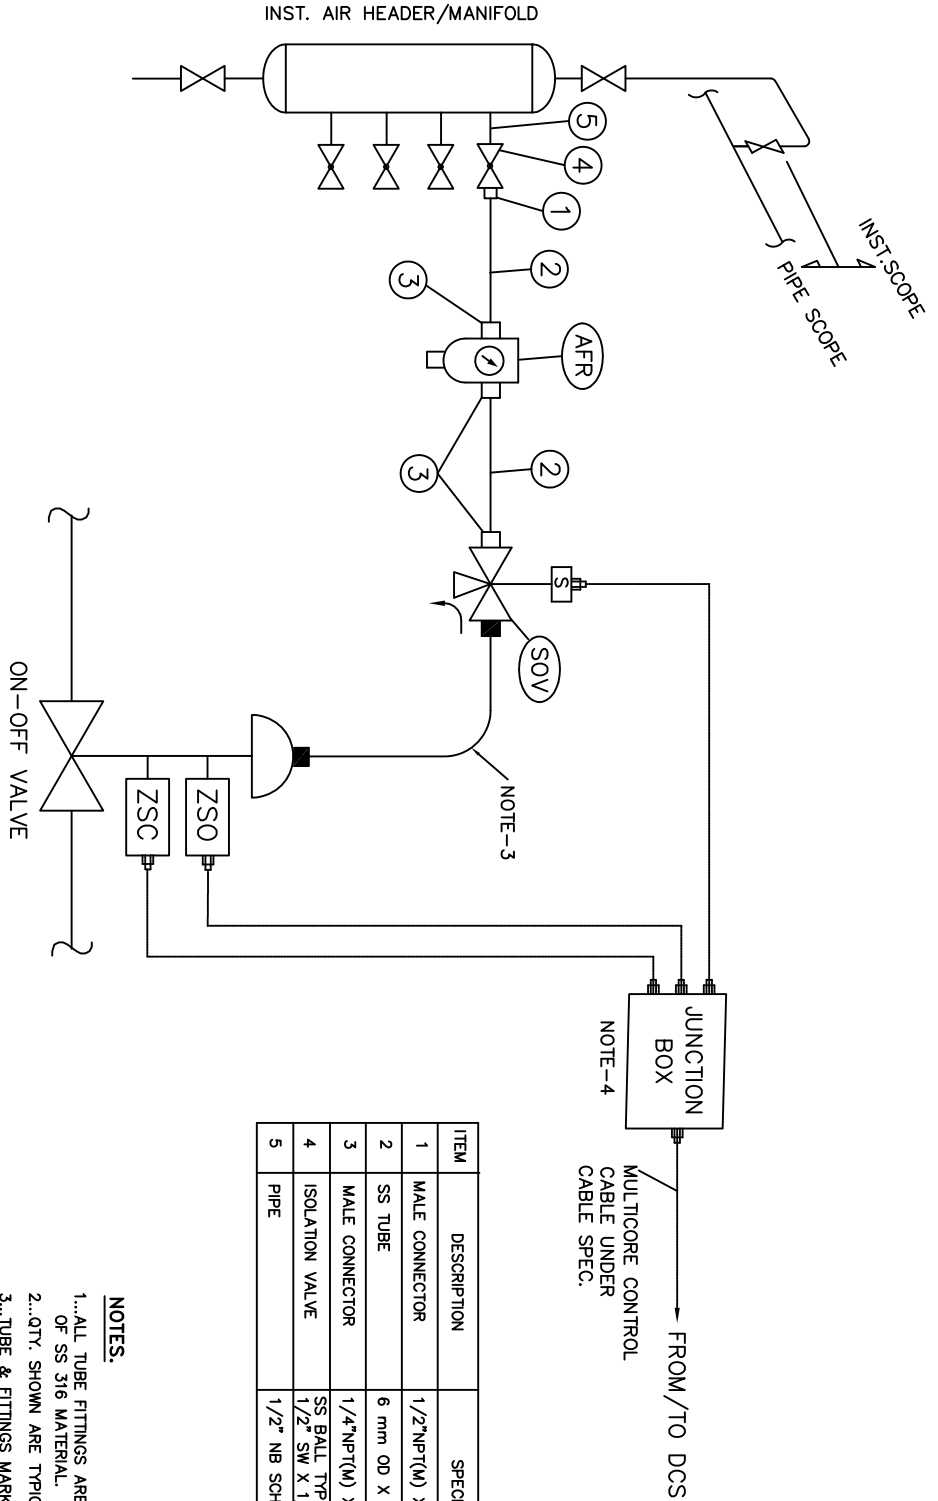 INST. AIR HEADER/MANIFOLD
5
4
1
2
3
AFR
3
2
S
SOV
INST.SCOPE
PIPE SCOPE
NOTE-3
ZSO
ZSC
ON-OFF VALVE
JUNCTION
BOX
NOTE-4
MULTICORE CONTROL
CABLE UNDER
CABLE SPEC.
FROM/TO DCS
ITEM DESCRIPTION
1 MALE CONNECTOR 1/2"NPT(M)
2 SS TUBE 6 mm OD X
3 MALE CONNECTOR 1/4"NPT(M)
4 ISOLATION VALVE SS BALL
1/2" SW X 1
5 PIPE 1/2" NB SCH
NOTES.
1...ALL TUBE FITTINGS ARE
OF SS 316 MATERIAL.
2...QTY. SHOWN ARE
3...TUBE & FITTINGS